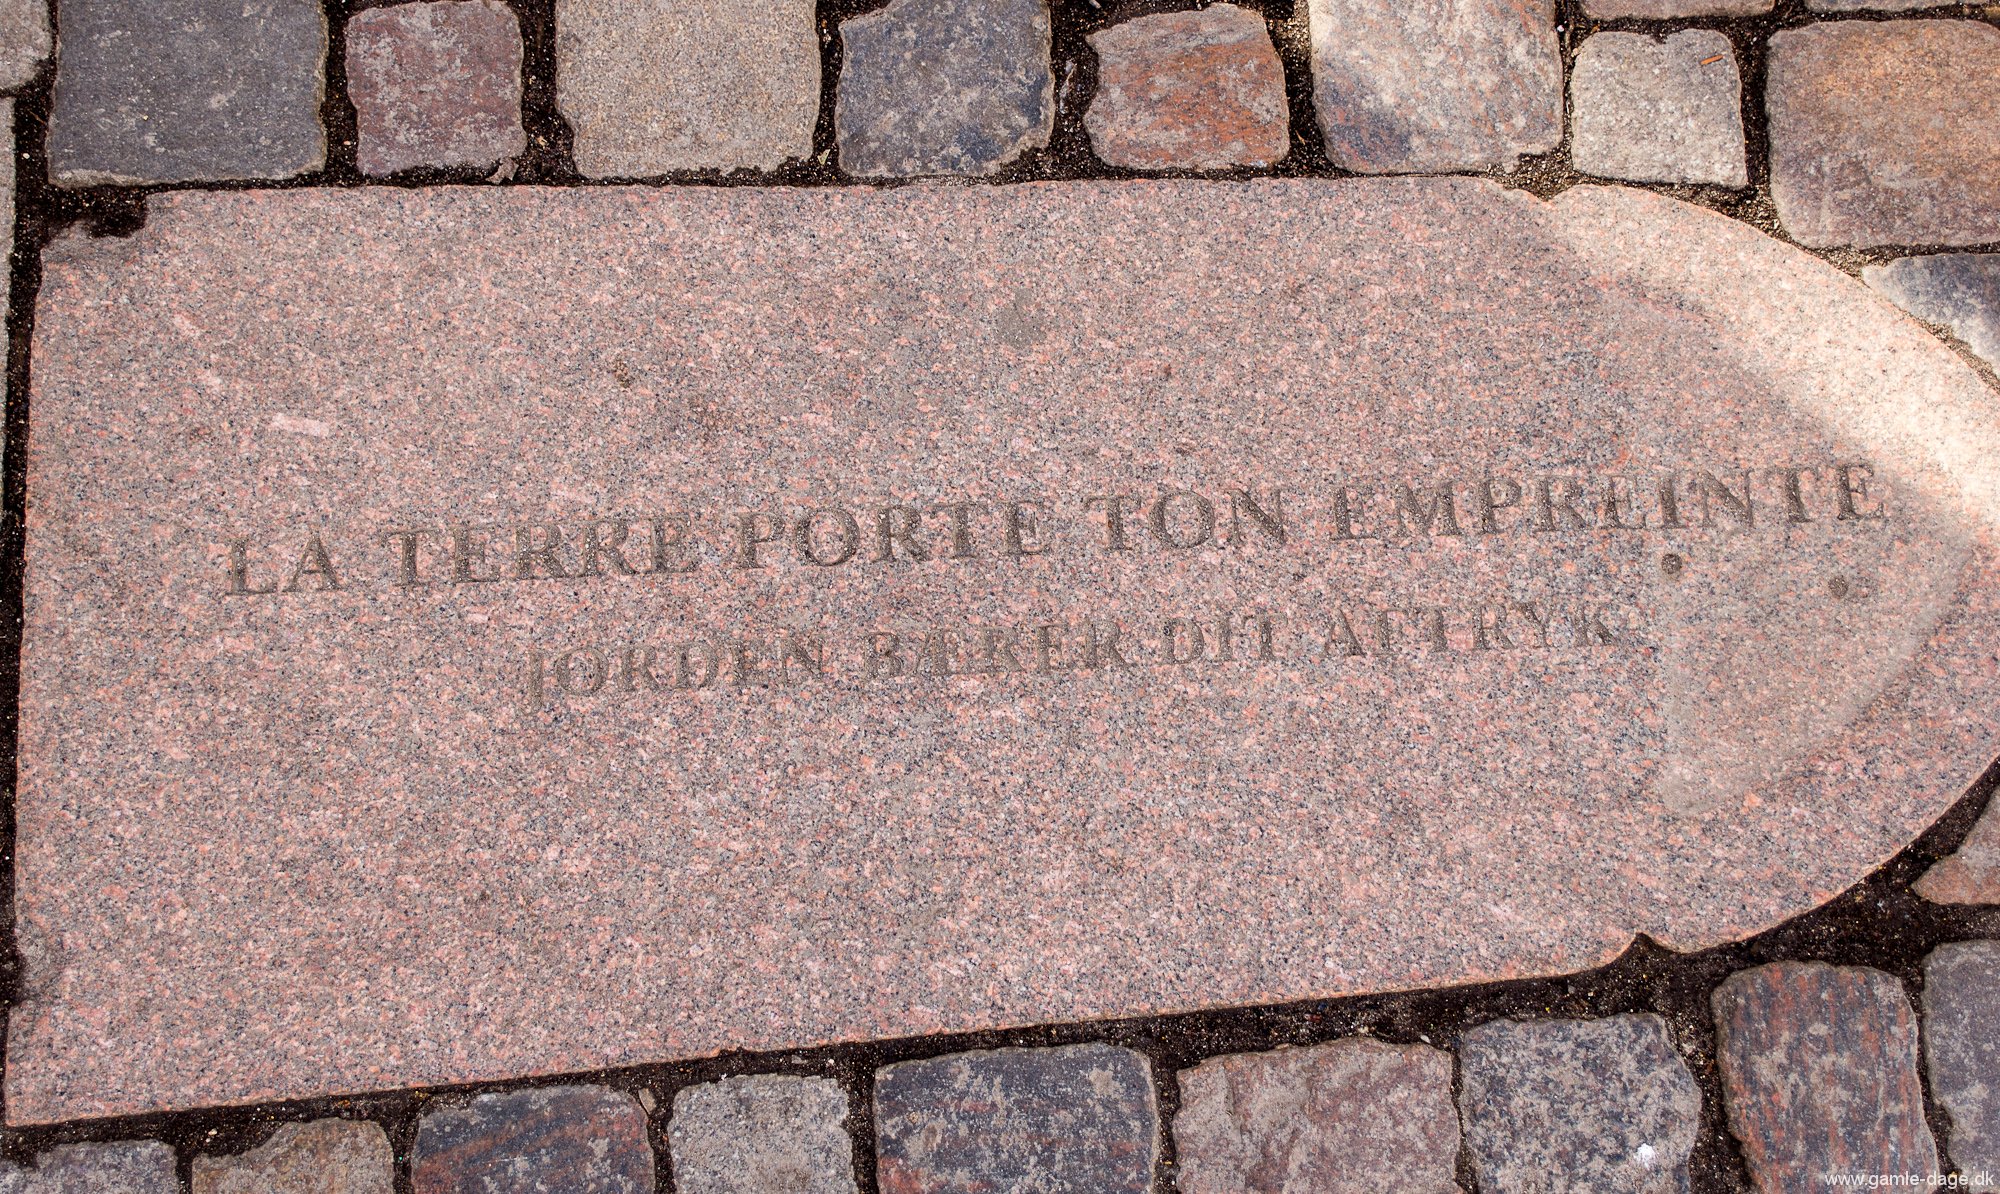 LA TERRE PORTE TON EMPREINTE
JORDEN BÆRER DIT AFTRYK
www.gamle-dage.dk